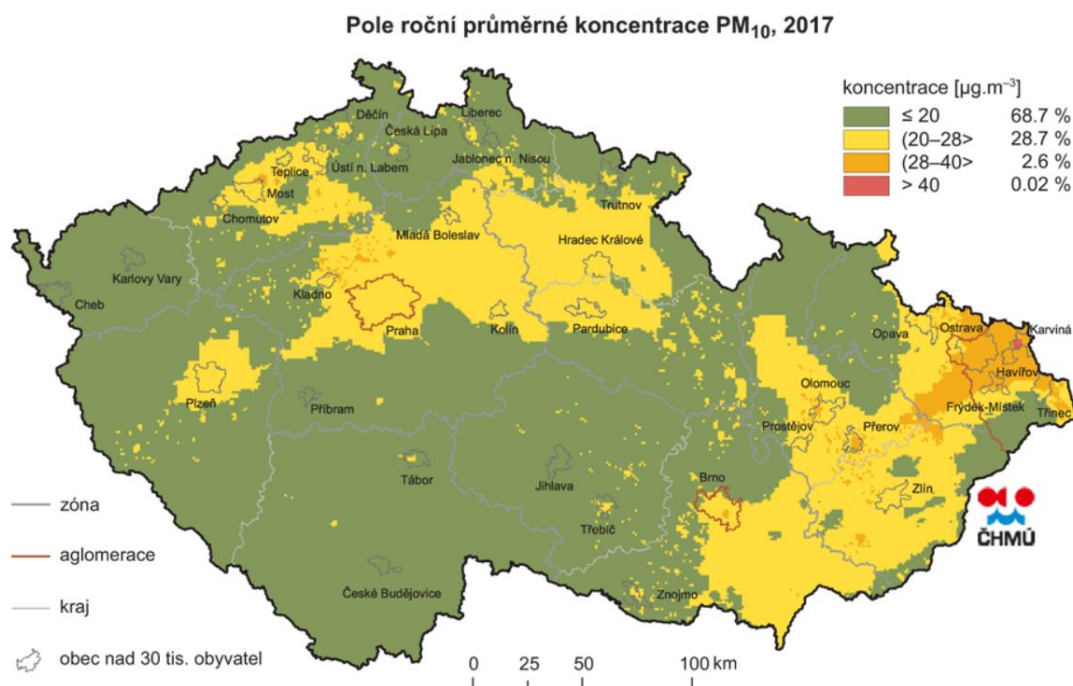 Pole roční průměrné koncentrace PM₁₀, 2017
koncentrace [µg.m⁻³]
≤ 20 68.7 %
(20–28> 28.7 %
(28–40> 2.6 %
> 40 0.02 %
Děčín
Liberec
Česká Lípa
Jablonec n. Nisou
Teplice
Ústí n. Labem
Most
Chomutov
Trutnov
Mladá Boleslav
Hradec Králové
Karlovy Vary
Cheb
Kladno
Praha
Kolín
Pardubice
Opava
Ostrava
Karviná
Havířov
Plzeň
Příbram
Olomouc
Frýdek-Místek
Třinec
Prostějov
Přerov
Tábor
Jihlava
Brno
Zlín
Třebíč
České Budějovice
Znojmo
ČHMÚ
zóna
aglomerace
kraj
obec nad 30 tis. obyvatel
0 25 50 100 km